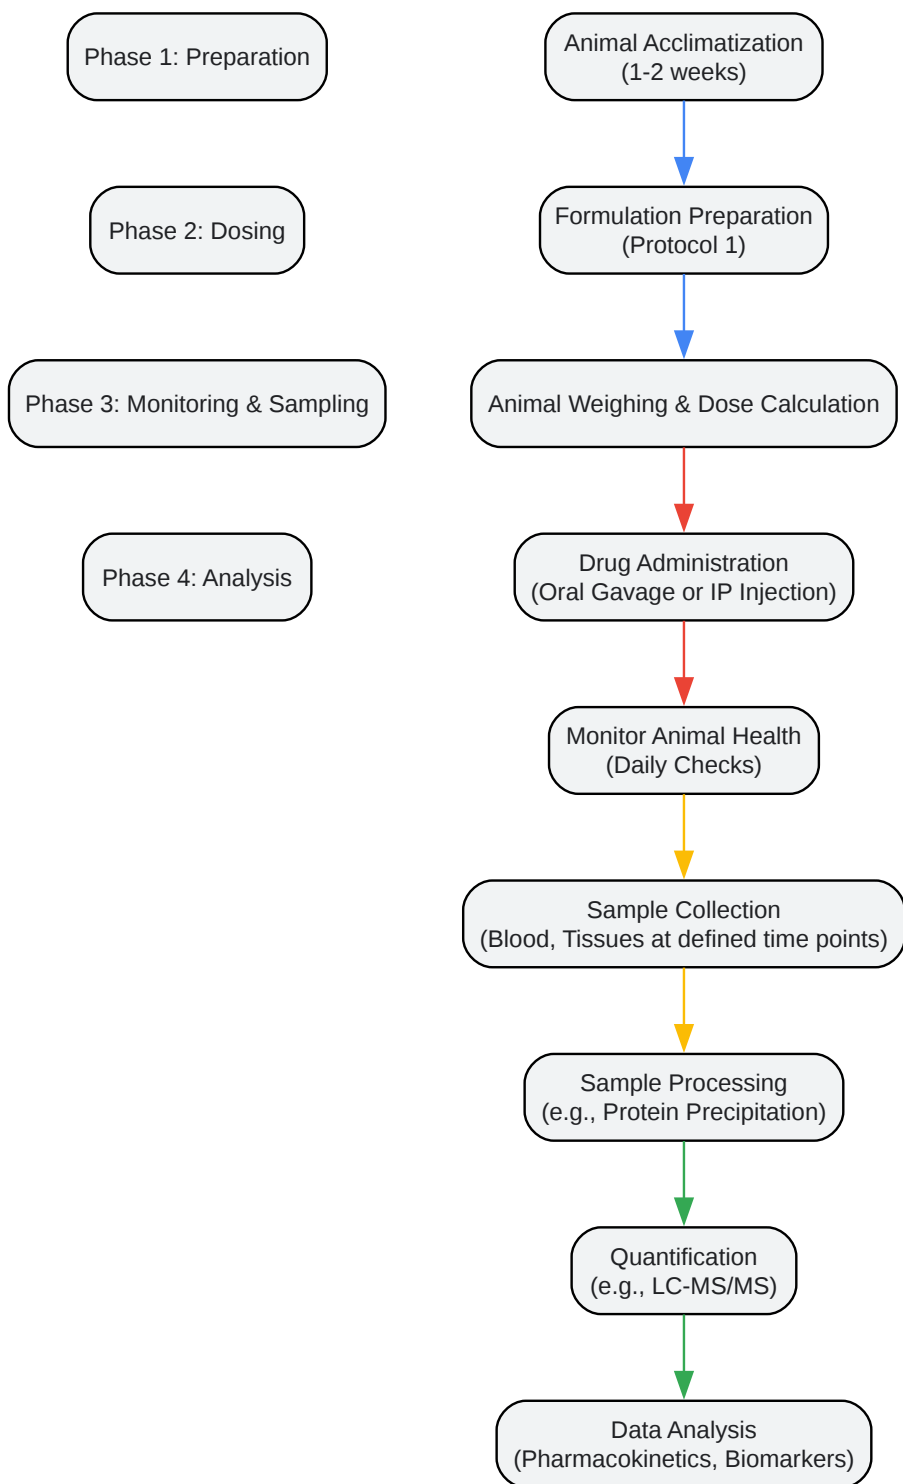 Phase 1: Preparation
Animal Acclimatization
(1-2 weeks)
Phase 2: Dosing
Formulation Preparation
(Protocol 1)
Phase 3: Monitoring & Sampling
Animal Weighing & Dose Calculation
Phase 4: Analysis
Drug Administration
(Oral Gavage or IP Injection)
Monitor Animal Health
(Daily Checks)
Sample Collection
(Blood, Tissues at defined time points)
Sample Processing
(e.g., Protein Precipitation)
Quantification
(e.g., LC-MS/MS)
Data Analysis
(Pharmacokinetics, Biomarkers)